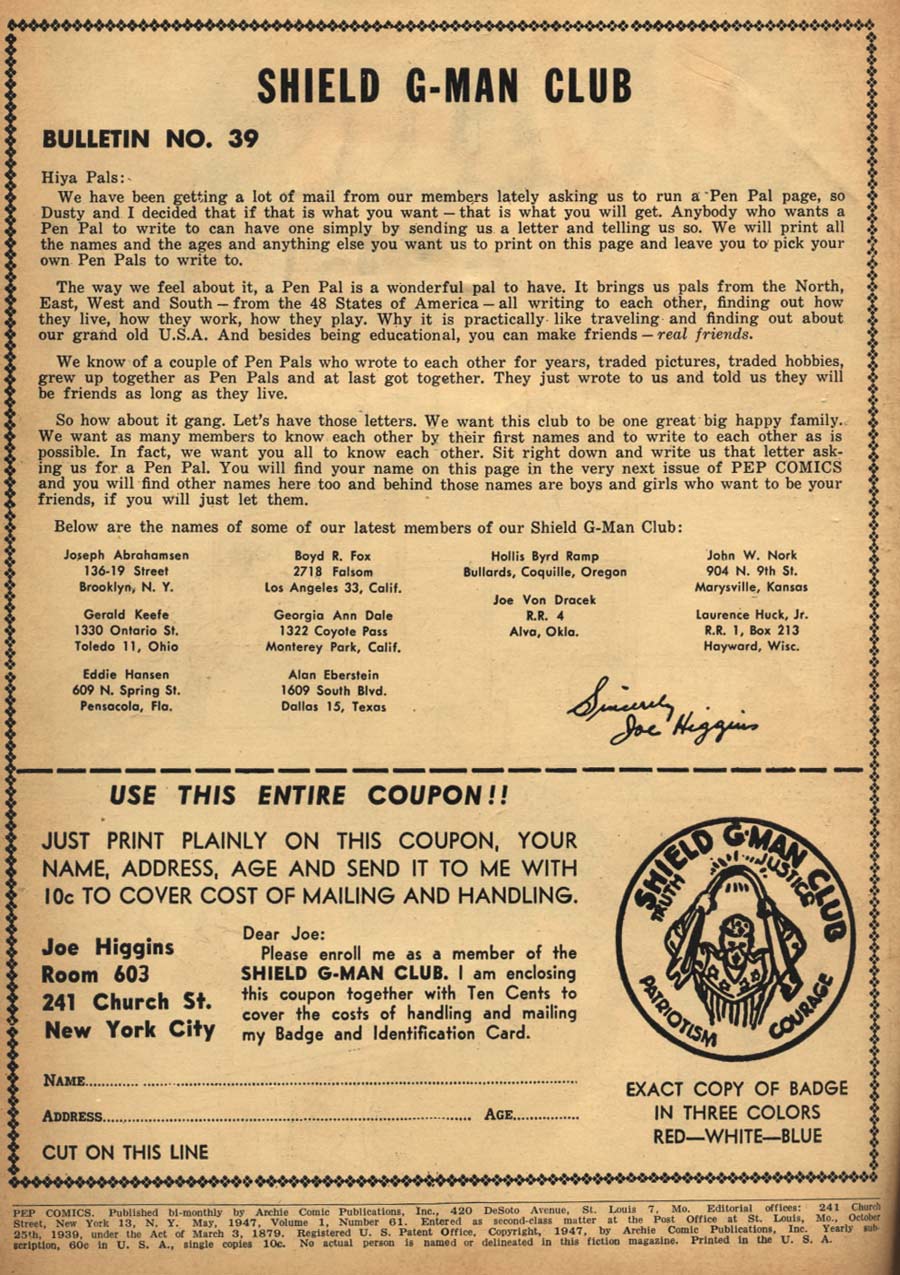 SHIELD G-MAN CLUB
BULLETIN NO. 39
Hiya Pals:
We have been getting a lot of mail from our members lately asking us to run a Pen Pal page, so
Dusty and I decided that if that is what you want — that is what you will get. Anybody who wants a
Pen Pal to write to can have one simply by sending us a letter and telling us so. We will print all
the names and the ages and anything else you want us to print on this page and leave you to pick your
own Pen Pals to write to.
The way we feel about it, a Pen Pal is a wonderful pal to have. It brings us pals from the North,
East, West and South — from the 48 States of America — all writing to each other, finding out how
they live, how they work, how they play. Why it is practically like traveling and finding out about
our grand old U.S.A. And besides being educational, you can make friends — real friends.
We know of a couple of Pen Pals who wrote to each other for years, traded pictures, traded hobbies,
grew up together as Pen Pals and at last got together. They just wrote to us and told us they will
be friends as long as they live.
So how about it gang. Let's have those letters. We want this club to be one great big happy family.
We want as many members to know each other by their first names and to write to each other as is
possible. In fact, we want you all to know each other. Sit right down and write us that letter ask-
ing us for a Pen Pal. You will find your name on this page in the very next issue of PEP COMICS
and you will find other names here too and behind those names are boys and girls who want to be your
friends, if you will just let them.
Below are the names of some of our latest members of our Shield G-Man Club:
Joseph Abrahamsen
136-19 Street
Brooklyn, N. Y.
Gerald Keefe
1330 Ontario St.
Toledo 11, Ohio
Eddie Hansen
609 N. Spring St.
Pensacola, Fla.
Boyd R. Fox
2718 Falsom
Los Angeles 33, Calif.
Georgia Ann Dale
1322 Coyote Pass
Monterey Park, Calif.
Alan Eberstein
1609 South Blvd.
Dallas 15, Texas
Hollis Byrd Ramp
Bullards, Coquille, Oregon
Joe Von Dracek
R.R. 4
Alva, Okla.
John W. Nork
904 N. 9th St.
Marysville, Kansas
Laurence Huck, Jr.
R.R. 1, Box 213
Hayward, Wisc.
Sincerely
Joe Higgins
USE THIS ENTIRE COUPON!!
JUST PRINT PLAINLY ON THIS COUPON, YOUR
NAME, ADDRESS, AGE AND SEND IT TO ME WITH
10c TO COVER COST OF MAILING AND HANDLING.
Joe Higgins
Room 603
241 Church St.
New York City
Dear Joe:
Please enroll me as a member of the
SHIELD G-MAN CLUB. I am enclosing
this coupon together with Ten Cents to
cover the costs of handling and mailing
my Badge and Identification Card.
NAME
ADDRESS AGE
CUT ON THIS LINE
SHIELD G-MAN CLUB
TRUTH JUSTICE
PATRIOTISM COURAGE
EXACT COPY OF BADGE
IN THREE COLORS
RED—WHITE—BLUE
PEP COMICS. Published bi-monthly by Archie Comic Publications, Inc., 420 DeSoto Avenue, St. Louis 7, Mo. Editorial offices: 241 Church
Street, New York 13, N. Y. May, 1947, Volume 1, Number 61. Entered as second-class matter at the Post Office at St. Louis, Mo., October
25th, 1939, under the Act of March 3, 1879. Registered U. S. Patent Office, Copyright, 1947, by Archie Comic Publications, Inc. Yearly sub-
scription, 60c in U. S. A., single copies 10c. No actual person is named or delineated in this fiction magazine. Printed in the U. S. A.